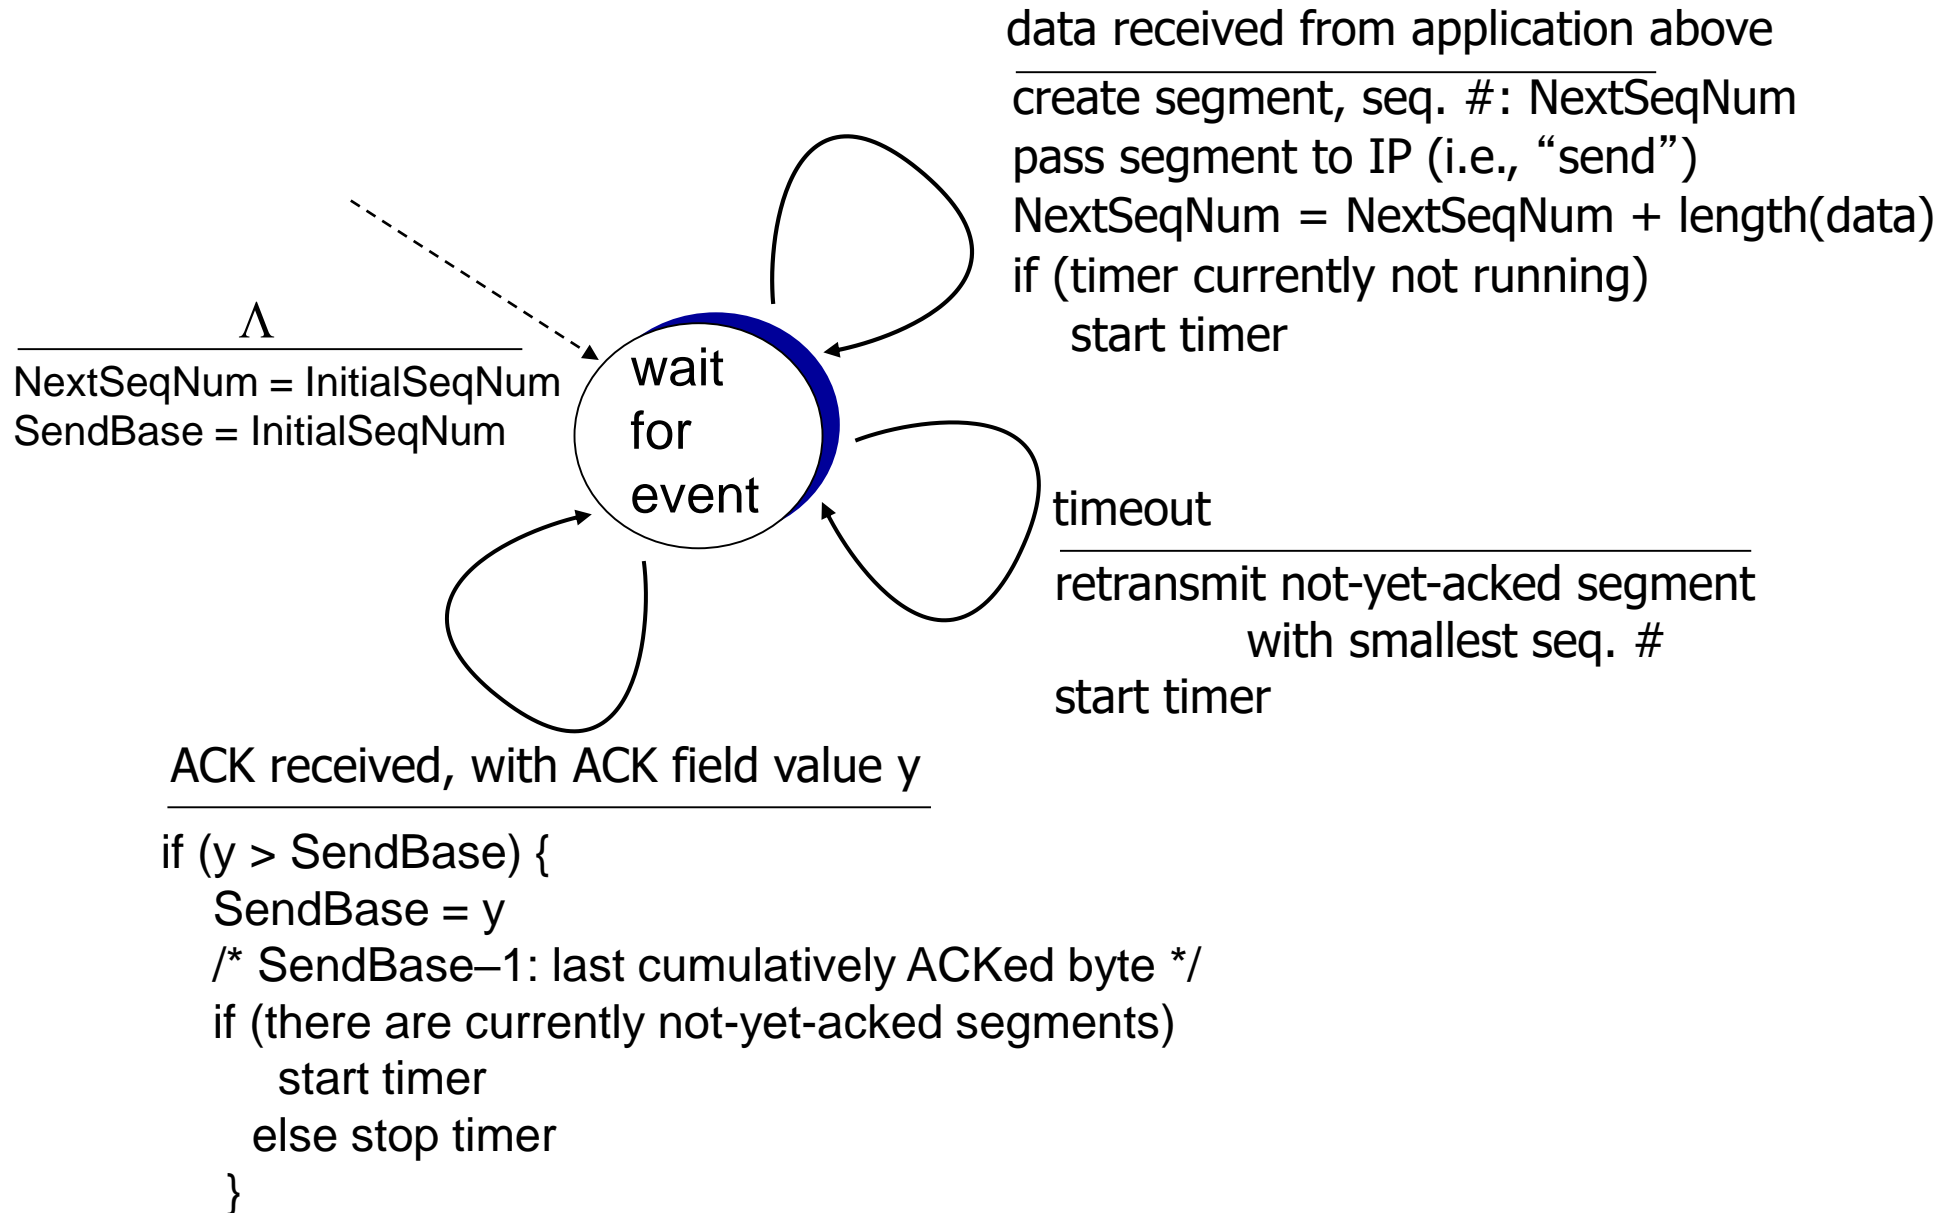 data received from application above
create segment, seq. #: NextSeqNum
pass segment to IP (i.e., “send”)
NextSeqNum = NextSeqNum + length(data)
if (timer currently not running)
start timer
Λ
NextSeqNum = InitialSeqNum
SendBase = InitialSeqNum
wait
for
event
timeout
retransmit not-yet-acked segment
with smallest seq. #
start timer
ACK received, with ACK field value y
if (y > SendBase) {
SendBase = y
/* SendBase–1: last cumulatively ACKed byte */
if (there are currently not-yet-acked segments)
start timer
else stop timer
}